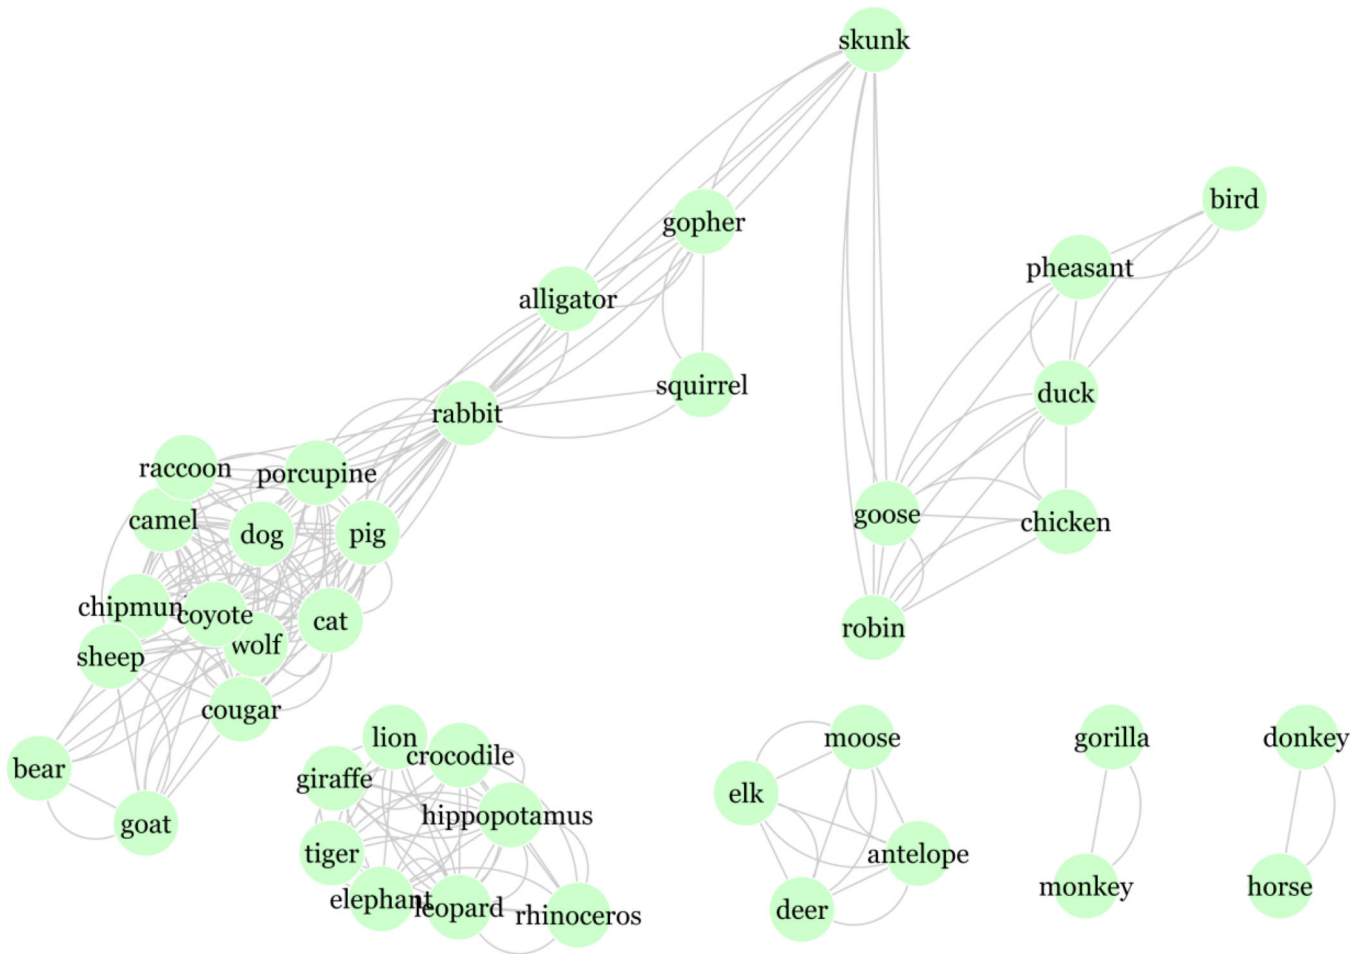 skunk
bird
gopher
pheasant
alligator
squirrel
duck
rabbit
raccoon
porcupine
camel
dog
pig
goose
chicken
chipmun
coyote
cat
robin
wolf
sheep
cougar
lion
crocodile
moose
gorilla
donkey
bear
giraffe
elk
hippopotamus
goat
tiger
antelope
elephant
leopard
rhinoceros
deer
monkey
horse